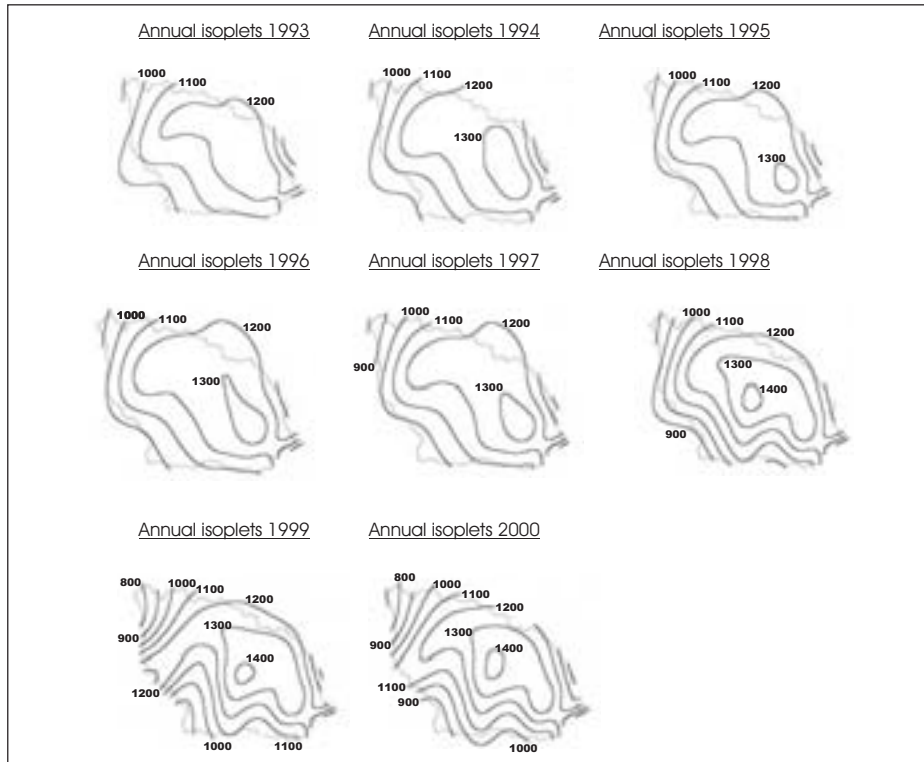 Annual isoplets 1993 Annual isoplets 1994 Annual isoplets 1995
1000 1100 1200
1000 1100 1200 1300
1000 1100 1200 1300
Annual isoplets 1996 Annual isoplets 1997 Annual isoplets 1998
1000 1100 1200 1300
1000 1100 1200 900 1300
1000 1100 1200 1300 1400 900
Annual isoplets 1999 Annual isoplets 2000
800 1000 1100 1200 1300 900 1400 1200 1000 1100
800 1000 1100 1200 1300 900 1400 1100 900 1000